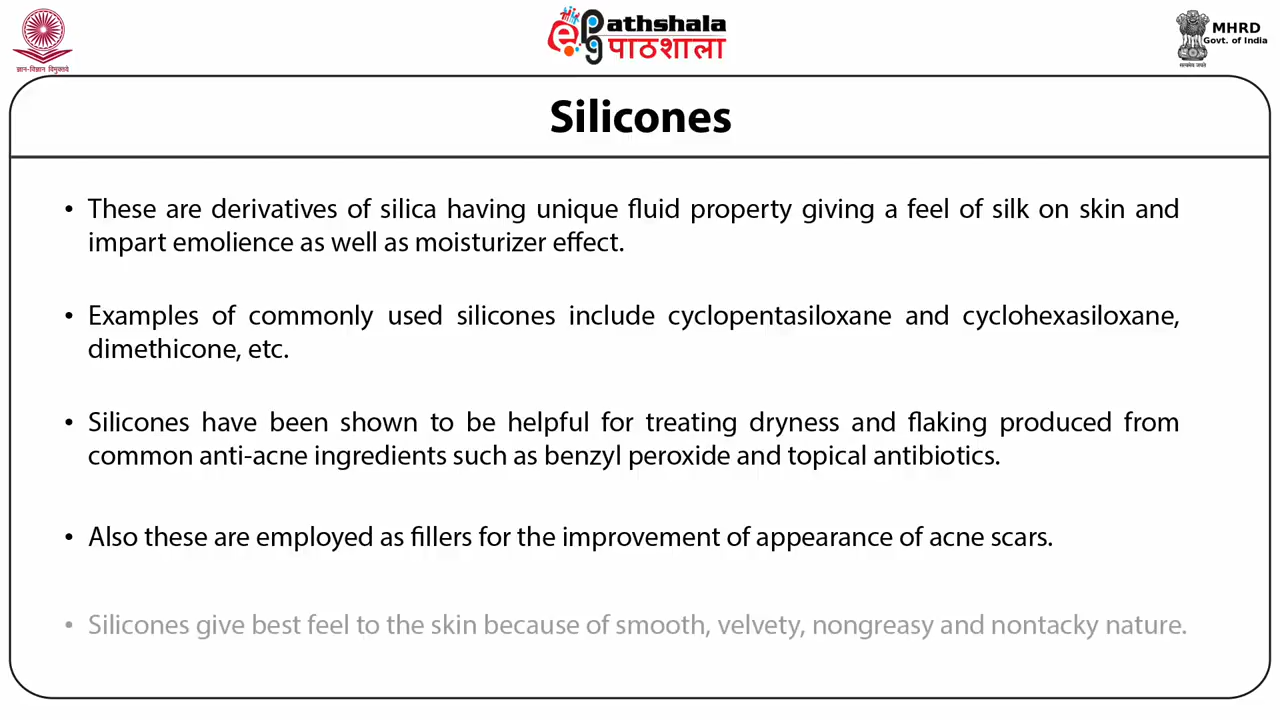 ज्ञान-विज्ञान विमुक्तये
epg
athshala
पाठशाला
सत्यमेव जयते
MHRD
Govt. of India
Silicones
• These are derivatives of silica having unique fluid property giving a feel of silk on skin and
impart emolience as well as moisturizer effect.
• Examples of commonly used silicones include cyclopentasiloxane and cyclohexasiloxane,
dimethicone, etc.
• Silicones have been shown to be helpful for treating dryness and flaking produced from
common anti-acne ingredients such as benzyl peroxide and topical antibiotics.
• Also these are employed as fillers for the improvement of appearance of acne scars.
• Silicones give best feel to the skin because of smooth, velvety, nongreasy and nontacky nature.